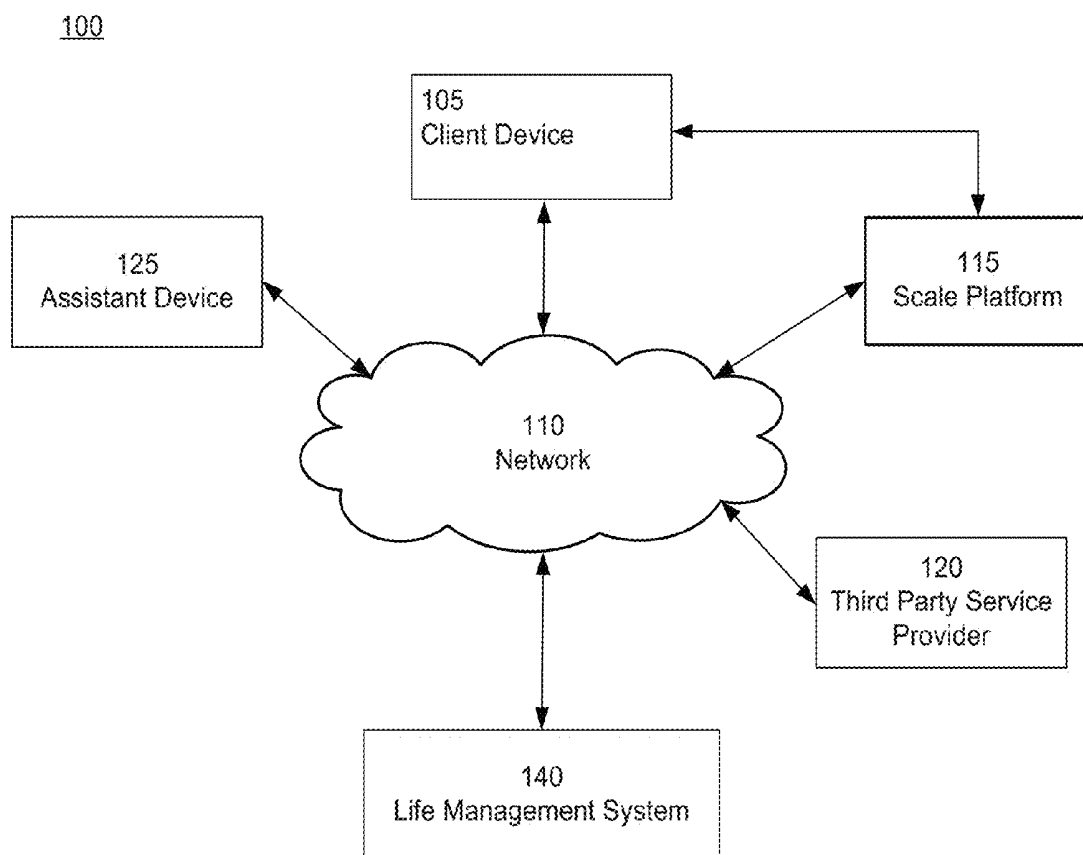 100
105
Client Device
125
Assistant Device
115
Scale Platform
110
Network
120
Third Party Service
Provider
140
Life Management System